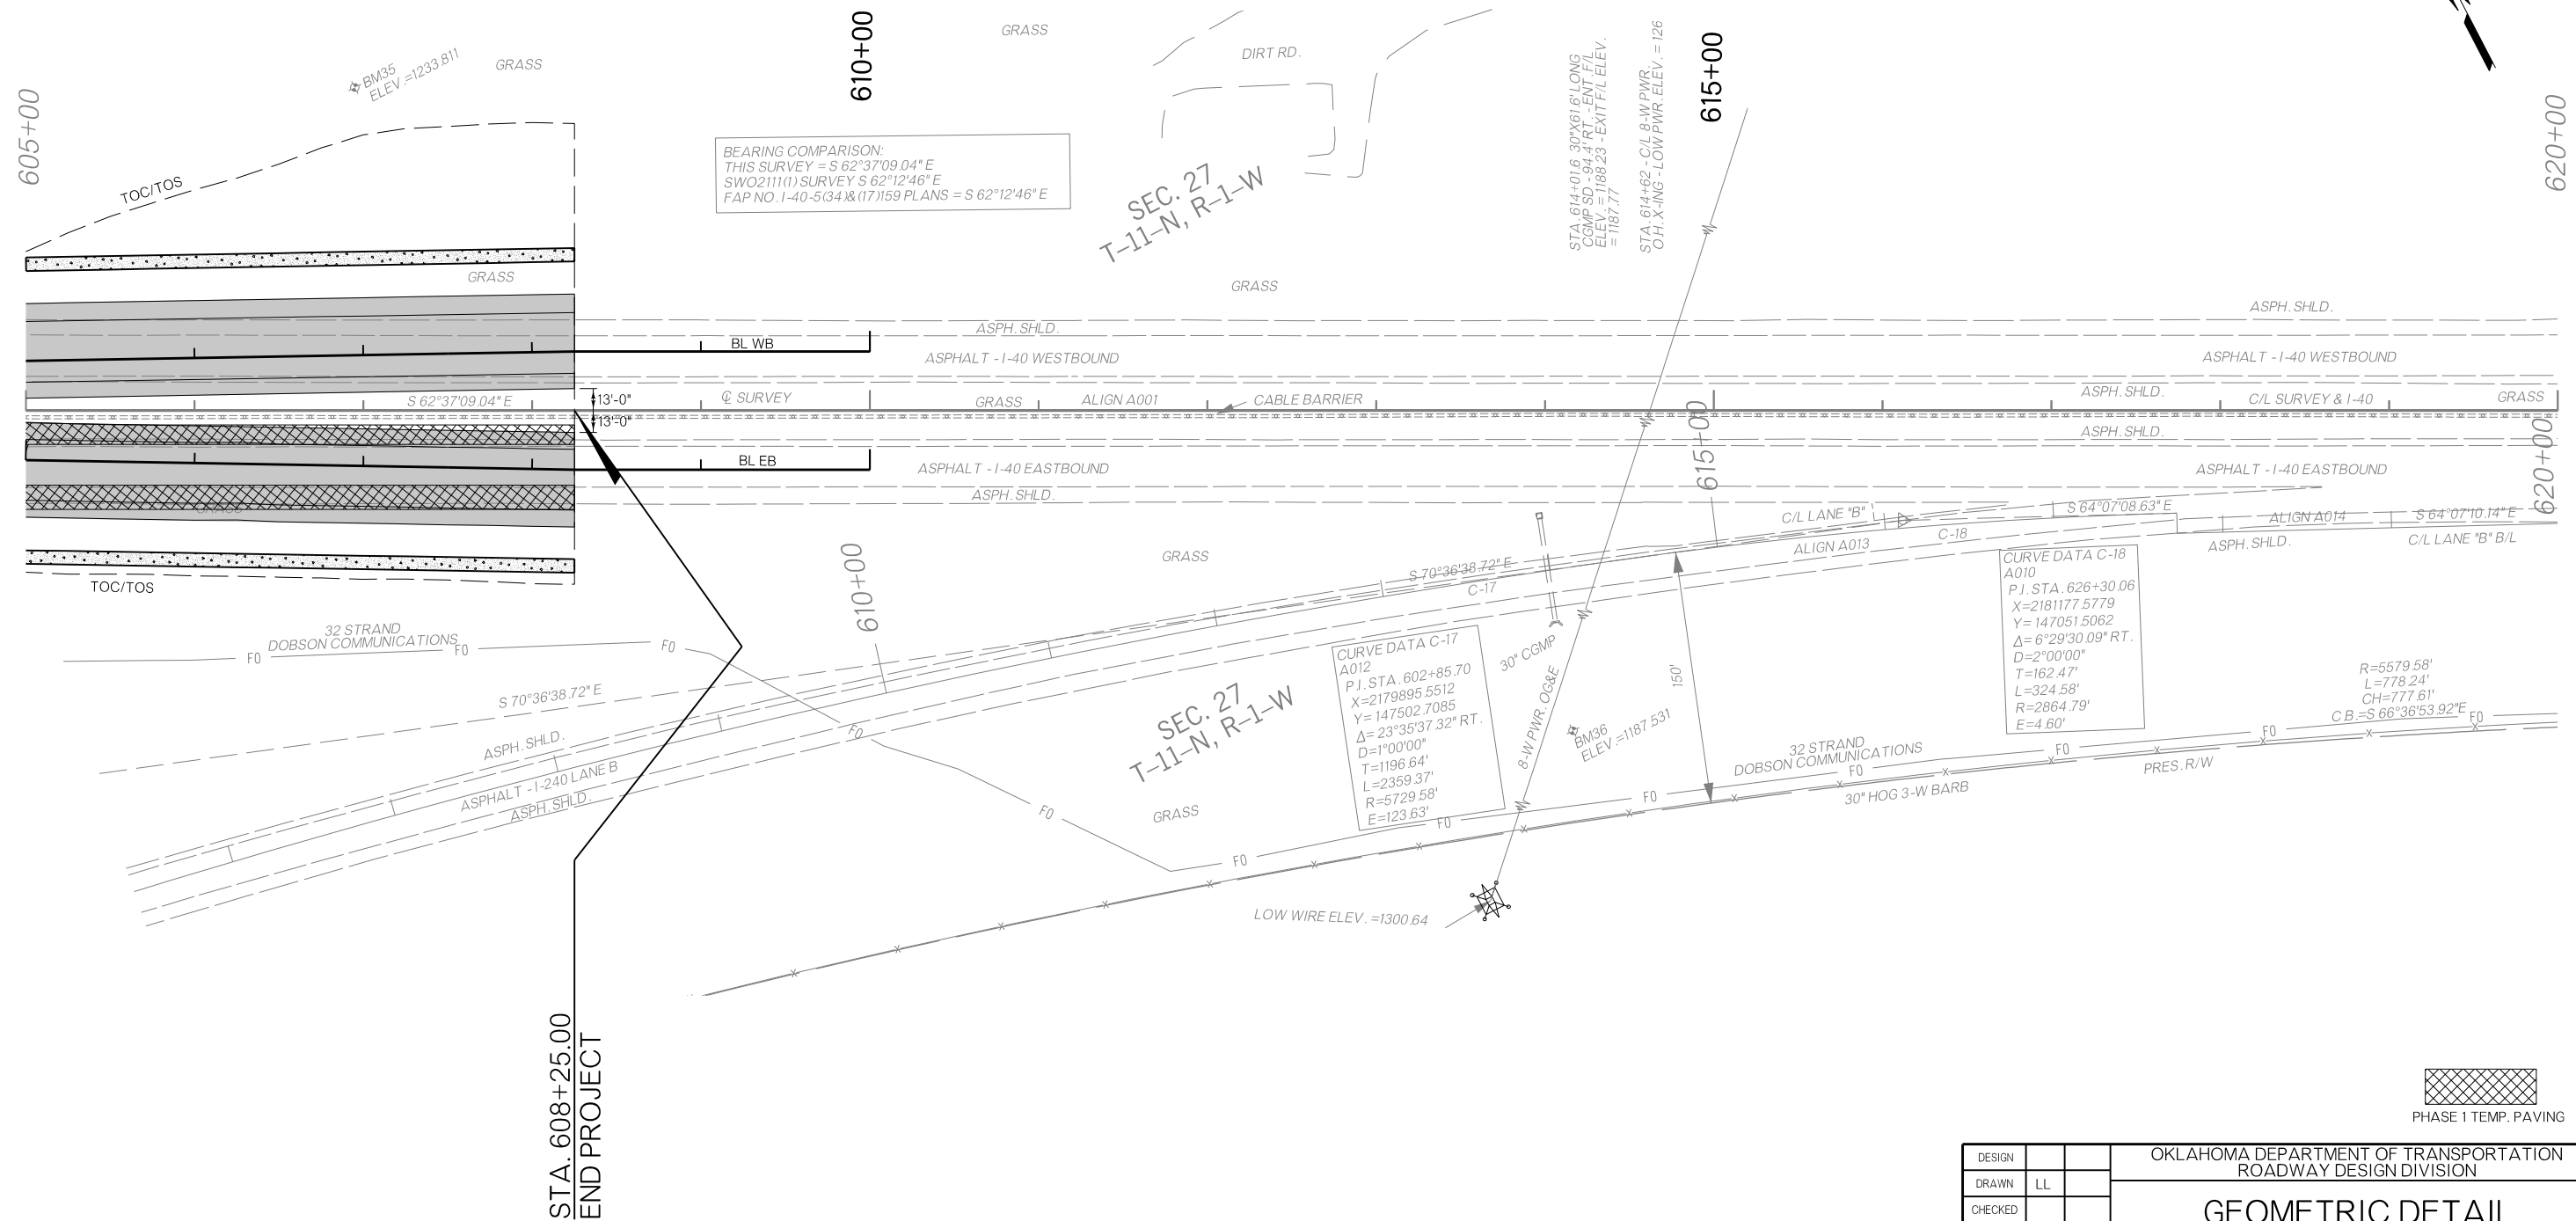 605+00
BM35
ELEV.=1233.811
GRASS
610+00
GRASS
DIRT RD.
STA. 614+01.6 30"X61.6' LONG
CGMP SD - 94.4' RT. - ENT. F/L
ELEV. = 1188.23 - EXIT F/L ELEV.
= 1187.77
STA. 614+62 - C/L 8-W PWR.
O.H. X-ING - LOW PWR. ELEV. = 126
615+00
620+00
TOC/TOS
BEARING COMPARISON:
THIS SURVEY = S 62°37'09.04" E
SWO2111(1) SURVEY S 62°12'46" E
FAP NO. I-40-5(34)&(17)159 PLANS = S 62°12'46" E
SEC. 27
T-11-N, R-1-W
GRASS
GRASS
ASPH. SHLD.
ASPH. SHLD.
BL WB
ASPHALT - I-40 WESTBOUND
ASPHALT - I-40 WESTBOUND
S 62°37'09.04" E
13'-0"
℄ SURVEY
GRASS
ALIGN A001
CABLE BARRIER
ASPH. SHLD.
C/L SURVEY & I-40
GRASS
13'-0"
ASPH. SHLD.
BL EB
ASPHALT - I-40 EASTBOUND
ASPHALT - I-40 EASTBOUND
615+00
620+00
ASPH. SHLD.
GRASS
C/L LANE "B"
S 64°07'08.63" E
ALIGN A014
S 64°07'10.14" E
C-18
ALIGN A013
ASPH. SHLD.
C/L LANE "B" B/L
TOC/TOS
610+00
GRASS
S 70°36'38.72" E
C-17
CURVE DATA C-18
A010
P.I. STA. 626+30.06
X=2181177.5779
Y= 147051.5062
Δ= 6°29'30.09" RT.
D=2°00'00"
T=162.47'
L=324.58'
R=2864.79'
E=4.60'
32 STRAND
DOBSON COMMUNICATIONS
FO
FO
FO
CURVE DATA C-17
A012
P.I. STA. 602+85.70
X=2179895.5512
Y= 147502.7085
Δ= 23°35'37.32" RT.
D=1°00'00"
T=1196.64'
L=2359.37'
R=5729.58'
E=123.63'
30" CGMP
8-W PWR. OG&E
150'
BM36
ELEV.=1187.531
R=5579.58'
L=778.24'
CH=777.61'
C.B.=S 66°36'53.92"E
FO
S 70°36'38.72" E
SEC. 27
T-11-N, R-1-W
FO
ASPH. SHLD.
ASPHALT - I-240 LANE B
ASPH. SHLD.
32 STRAND
DOBSON COMMUNICATIONS
FO
FO
FO
PRES. R/W
30" HOG 3-W BARB
FO
FO
GRASS
FO
FO
LOW WIRE ELEV. =1300.64
STA. 608+25.00
END PROJECT
PHASE 1 TEMP. PAVING
DESIGN
DRAWN LL
CHECKED
OKLAHOMA DEPARTMENT OF TRANSPORTATION
ROADWAY DESIGN DIVISION
GEOMETRIC DETAIL